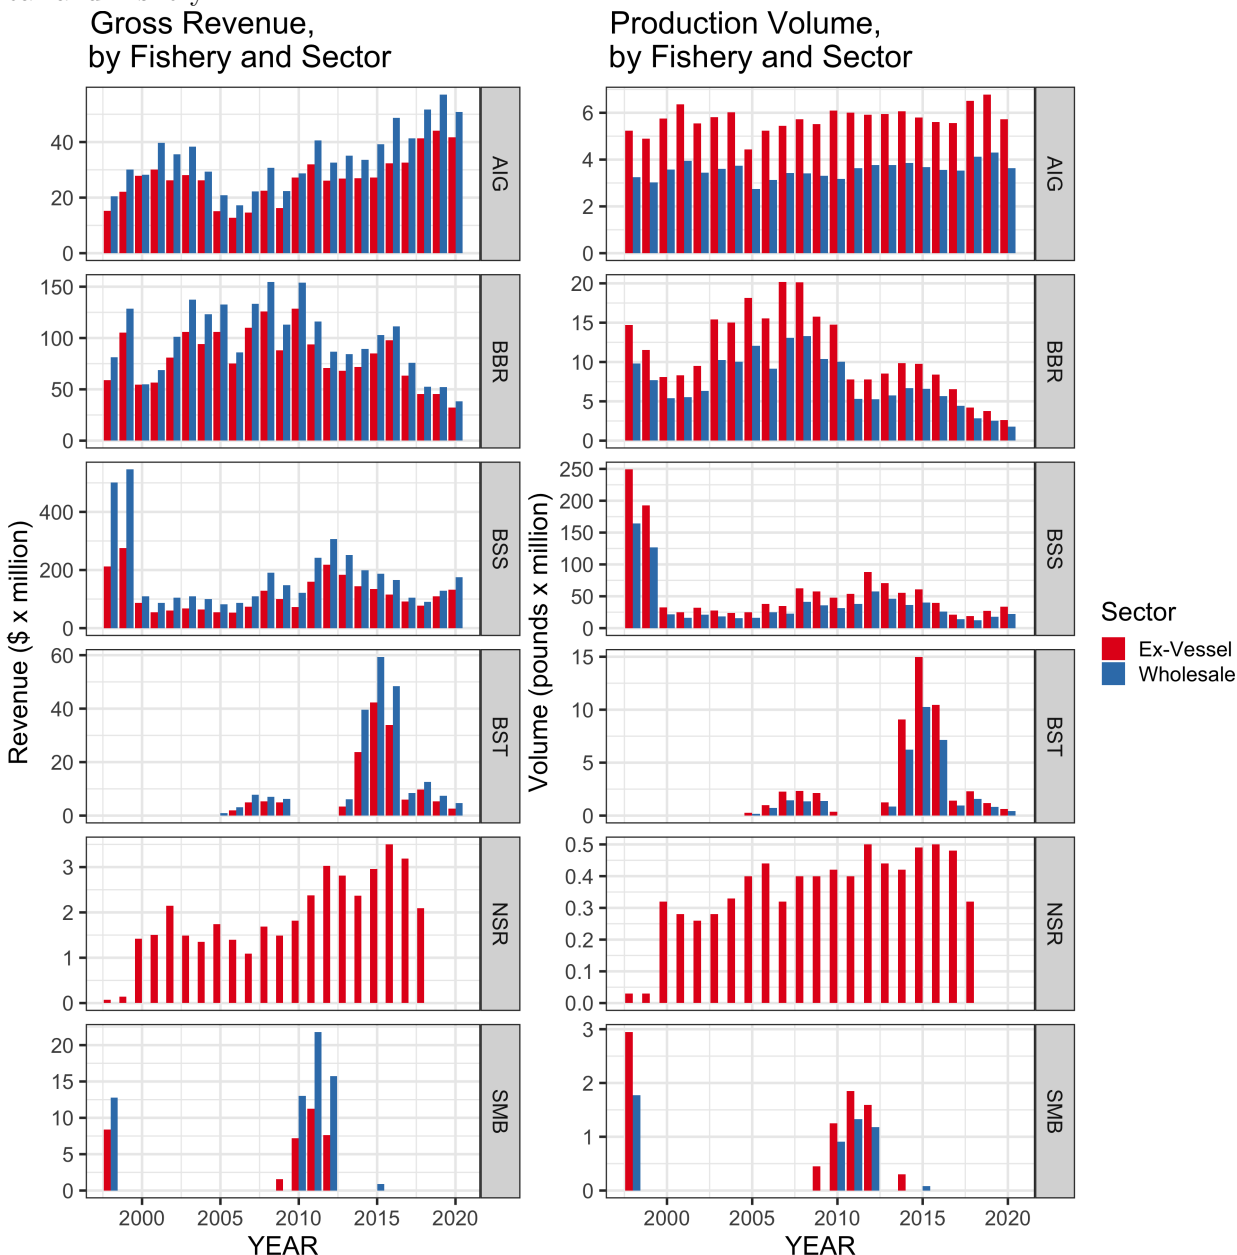 Gross Revenue,
by Fishery and Sector
Production Volume,
by Fishery and Sector
Revenue ($ x million)
0
20
40
AIG
0
50
100
150
BBR
0
200
400
BSS
0
20
40
60
BST
0
1
2
3
NSR
0
5
10
15
20
SMB
2000
2005
2010
2015
2020
YEAR
Volume (pounds x million)
0
2
4
6
AIG
0
5
10
15
20
BBR
0
50
100
150
200
250
BSS
0
5
10
15
BST
0.0
0.1
0.2
0.3
0.4
0.5
NSR
0
1
2
3
SMB
2000
2005
2010
2015
2020
YEAR
Sector
Ex-Vessel
Wholesale